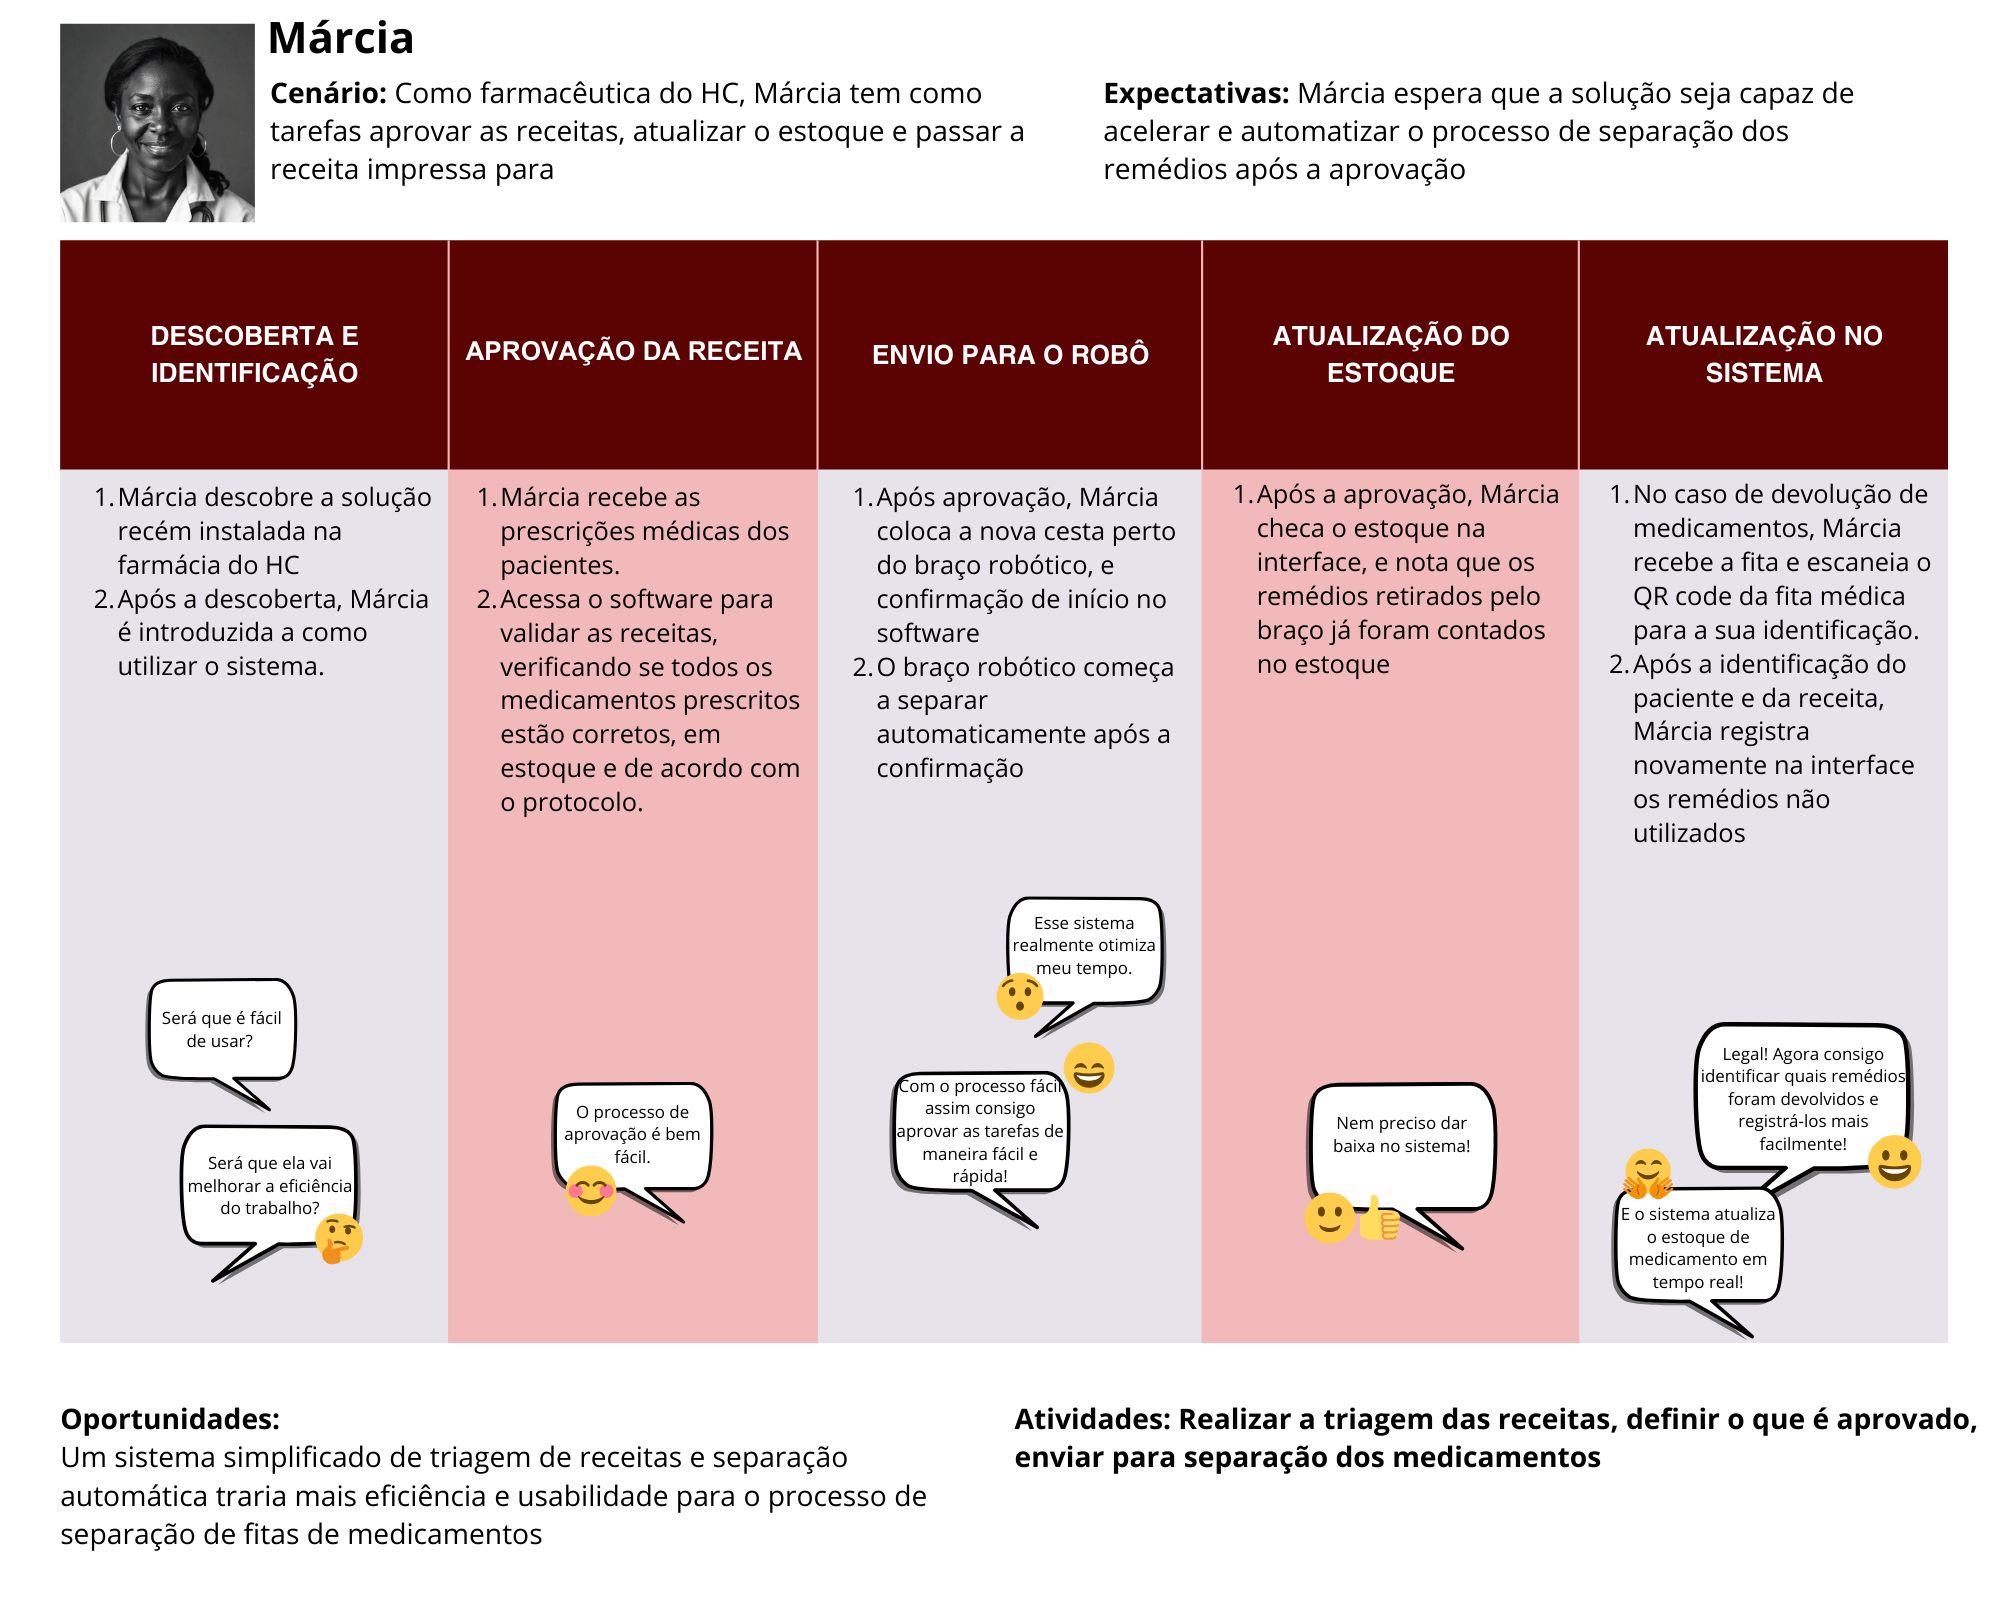 Márcia
Cenário: Como farmacêutica do HC, Márcia tem como
tarefas aprovar as receitas, atualizar o estoque e passar a
receita impressa para
Expectativas: Márcia espera que a solução seja capaz de
acelerar e automatizar o processo de separação dos
remédios após a aprovação
DESCOBERTA E
IDENTIFICAÇÃO
APROVAÇÃO DA RECEITA
ENVIO PARA O ROBÔ
ATUALIZAÇÃO DO
ESTOQUE
ATUALIZAÇÃO NO
SISTEMA
1. Márcia descobre a solução
recém instalada na
farmácia do HC
2. Após a descoberta, Márcia
é introduzida a como
utilizar o sistema.
Será que é fácil
de usar?
Será que ela vai
melhorar a eficiência
do trabalho?
1. Márcia recebe as
prescrições médicas dos
pacientes.
2. Acessa o software para
validar as receitas,
verificando se todos os
medicamentos prescritos
estão corretos, em
estoque e de acordo com
o protocolo.
O processo de
aprovação é bem
fácil.
1. Após aprovação, Márcia
coloca a nova cesta perto
do braço robótico, e
confirmação de início no
software
2. O braço robótico começa
a separar
automaticamente após a
confirmação
Esse sistema
realmente otimiza
meu tempo.
Com o processo fácil
assim consigo
aprovar as tarefas de
maneira fácil e
rápida!
1. Após a aprovação, Márcia
checa o estoque na
interface, e nota que os
remédios retirados pelo
braço já foram contados
no estoque
Nem preciso dar
baixa no sistema!
1. No caso de devolução de
medicamentos, Márcia
recebe a fita e escaneia o
QR code da fita médica
para a sua identificação.
2. Após a identificação do
paciente e da receita,
Márcia registra
novamente na interface
os remédios não
utilizados
Legal! Agora consigo
identificar quais remédios
foram devolvidos e
registrá-los mais
facilmente!
E o sistema atualiza
o estoque de
medicamento em
tempo real!
Oportunidades:
Um sistema simplificado de triagem de receitas e separação
automática traria mais eficiência e usabilidade para o processo de
separação de fitas de medicamentos
Atividades: Realizar a triagem das receitas, definir o que é aprovado,
enviar para separação dos medicamentos